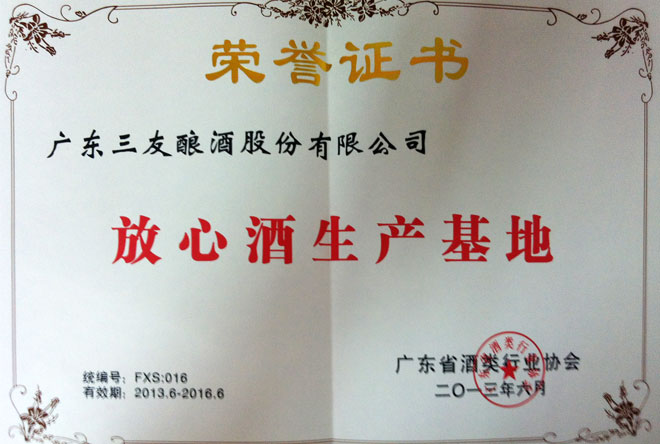 荣誉证书
广东三友酿酒股份有限公司
放心酒生产基地
统编号：FXS:016
有效期：2013.6-2016.6
广东省酒类行业协会
二〇一三年六月